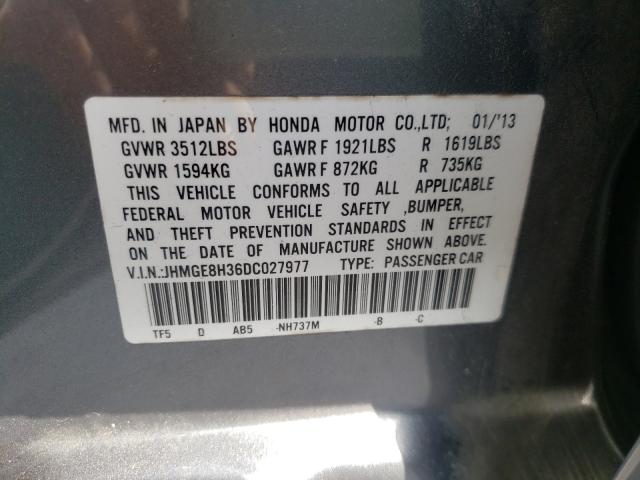 MFD. IN JAPAN BY HONDA MOTOR CO.,LTD; 01/'13
GVWR 3512LBS GAWR F 1921LBS R 1619LBS
GVWR 1594KG GAWR F 872KG R 735KG
THIS VEHICLE CONFORMS TO ALL APPLICABLE
FEDERAL MOTOR VEHICLE SAFETY ,BUMPER,
AND THEFT PREVENTION STANDARDS IN EFFECT
ON THE DATE OF MANUFACTURE SHOWN ABOVE.
V.I.N.:JHMGE8H36DC027977 TYPE: PASSENGER CAR
TF5 D AB5 -NH737M -B -C